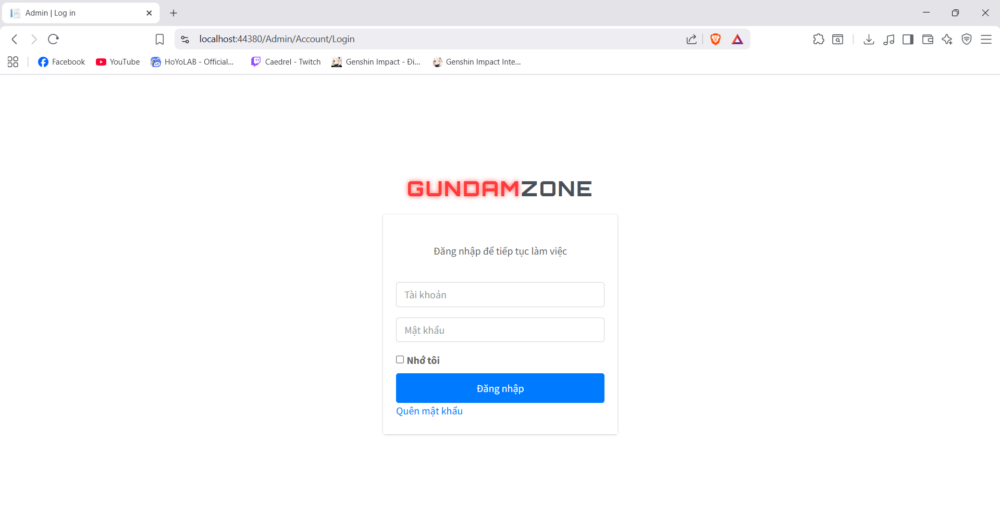 Admin | Log in
localhost:44380/Admin/Account/Login
Facebook YouTube HoYoLAB - Official... Caedrel - Twitch Genshin Impact - Đi... Genshin Impact Inte...
GUNDAMZONE
Đăng nhập để tiếp tục làm việc
Tài khoản
Mật khẩu
Nhớ tôi
Đăng nhập
Quên mật khẩu